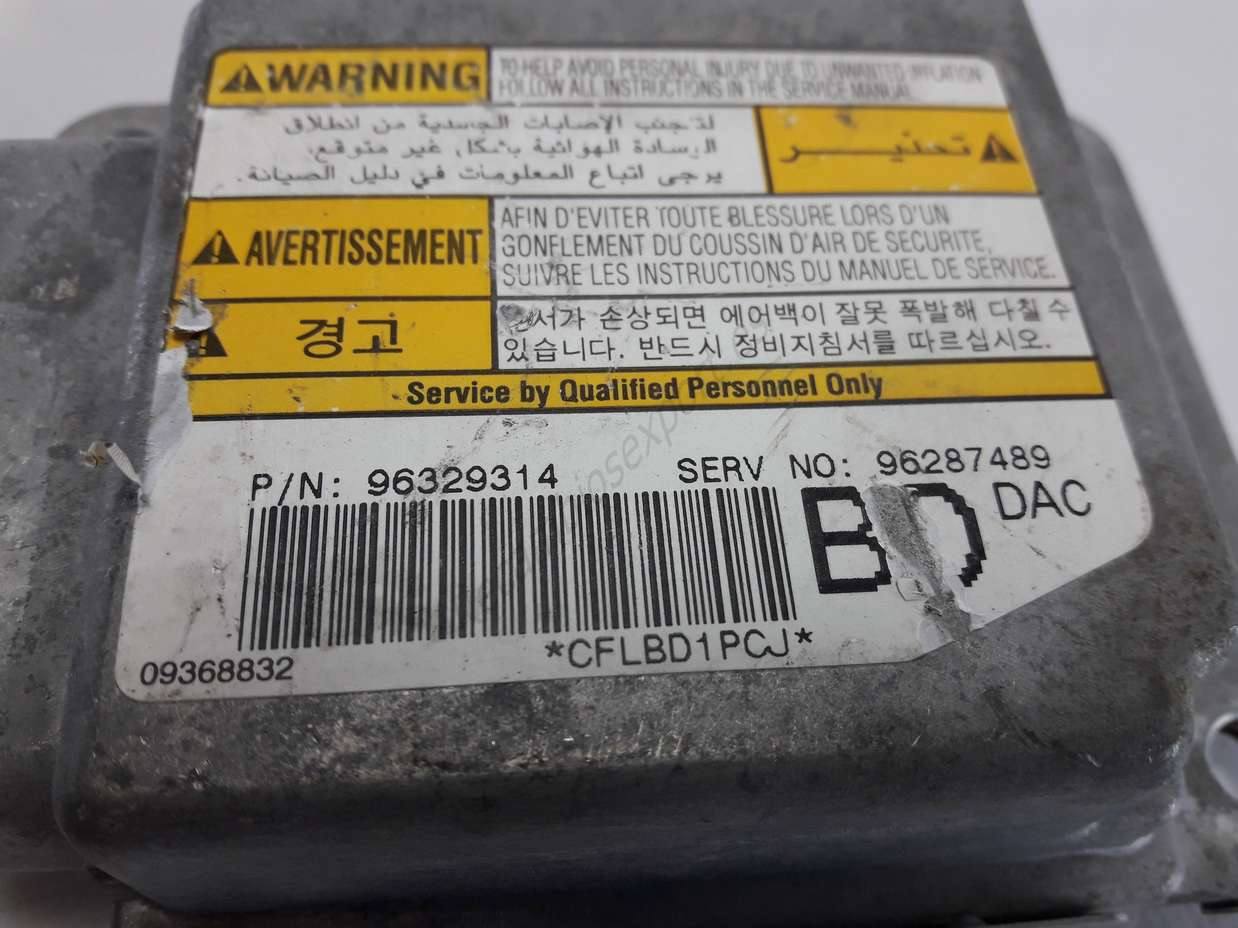 WARNING
TO HELP AVOID PERSONAL INJURY DUE TO UNWANTED INFLATION
FOLLOW ALL INSTRUCTIONS IN THE SERVICE MANUAL.
تحذير
لتجنب الإصابات الجسدية من انطلاق
الوسادة الهوائية بشكل غير متوقع،
يرجى اتباع المعلومات في دليل الصيانة.
AVERTISSEMENT
AFIN D'EVITER TOUTE BLESSURE LORS D'UN
GONFLEMENT DU COUSSIN D'AIR DE SECURITE,
SUIVRE LES INSTRUCTIONS DU MANUEL DE SERVICE.
경고
손상되면 에어백이 잘못 폭발해 다칠 수
있습니다. 반드시 정비지침서를 따르십시오.
Service by Qualified Personnel Only
P/N: 96329314 SERV NO: 96287489
BD DAC
*CFLBD1PCJ*
09368832